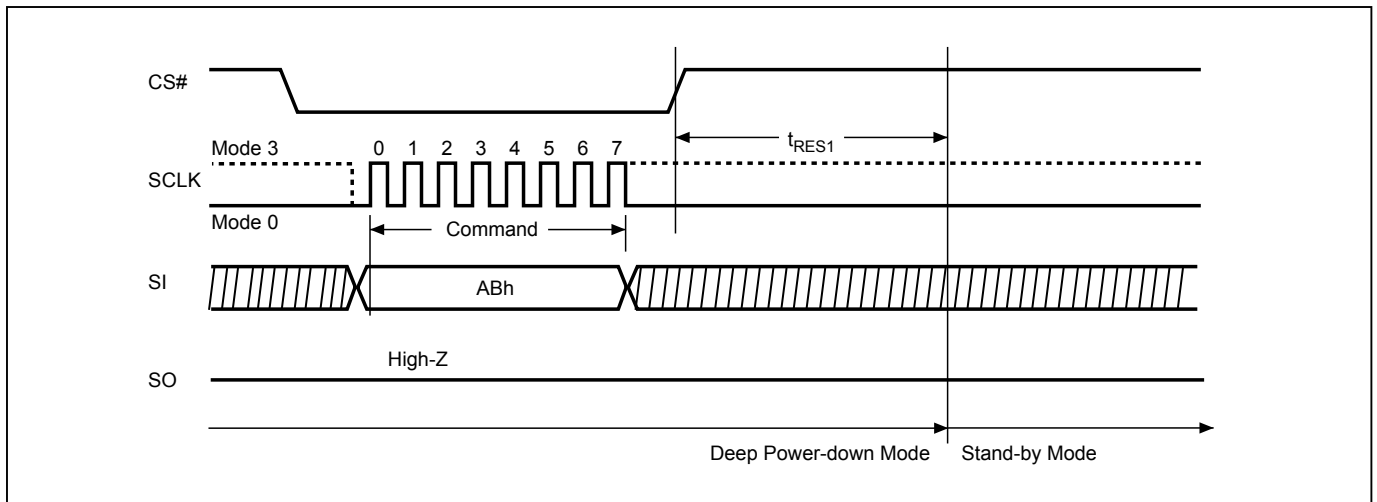 CS#
tRES1
Mode 3
0 1 2 3 4 5 6 7
SCLK
Mode 0
Command
SI
ABh
High-Z
SO
Deep Power-down Mode
Stand-by Mode